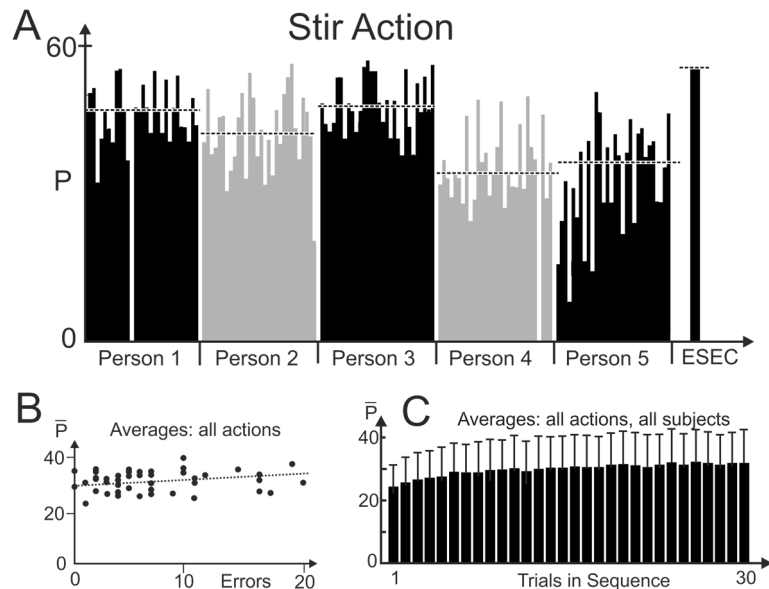 A
Stir Action
60
P
0
Person 1 Person 2 Person 3 Person 4 Person 5 ESEC
B
P̅
Averages: all actions
40
20
0
0 10 Errors 20
C
P̅
Averages: all actions, all subjects
40
20
0
1 Trials in Sequence 30